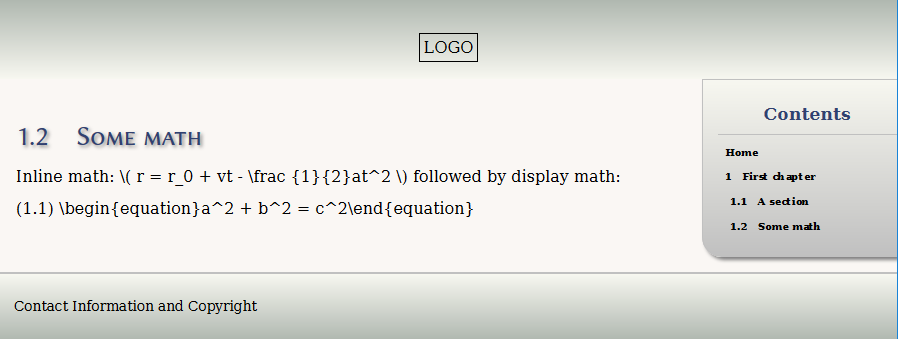 LOGO
1.2 SOME MATH
Inline math: \( r = r_0 + vt - \frac {1}{2}at^2 \) followed by display math:
(1.1) \begin{equation}a^2 + b^2 = c^2\end{equation}
Contents
Home
1 First chapter
1.1 A section
1.2 Some math
Contact Information and Copyright